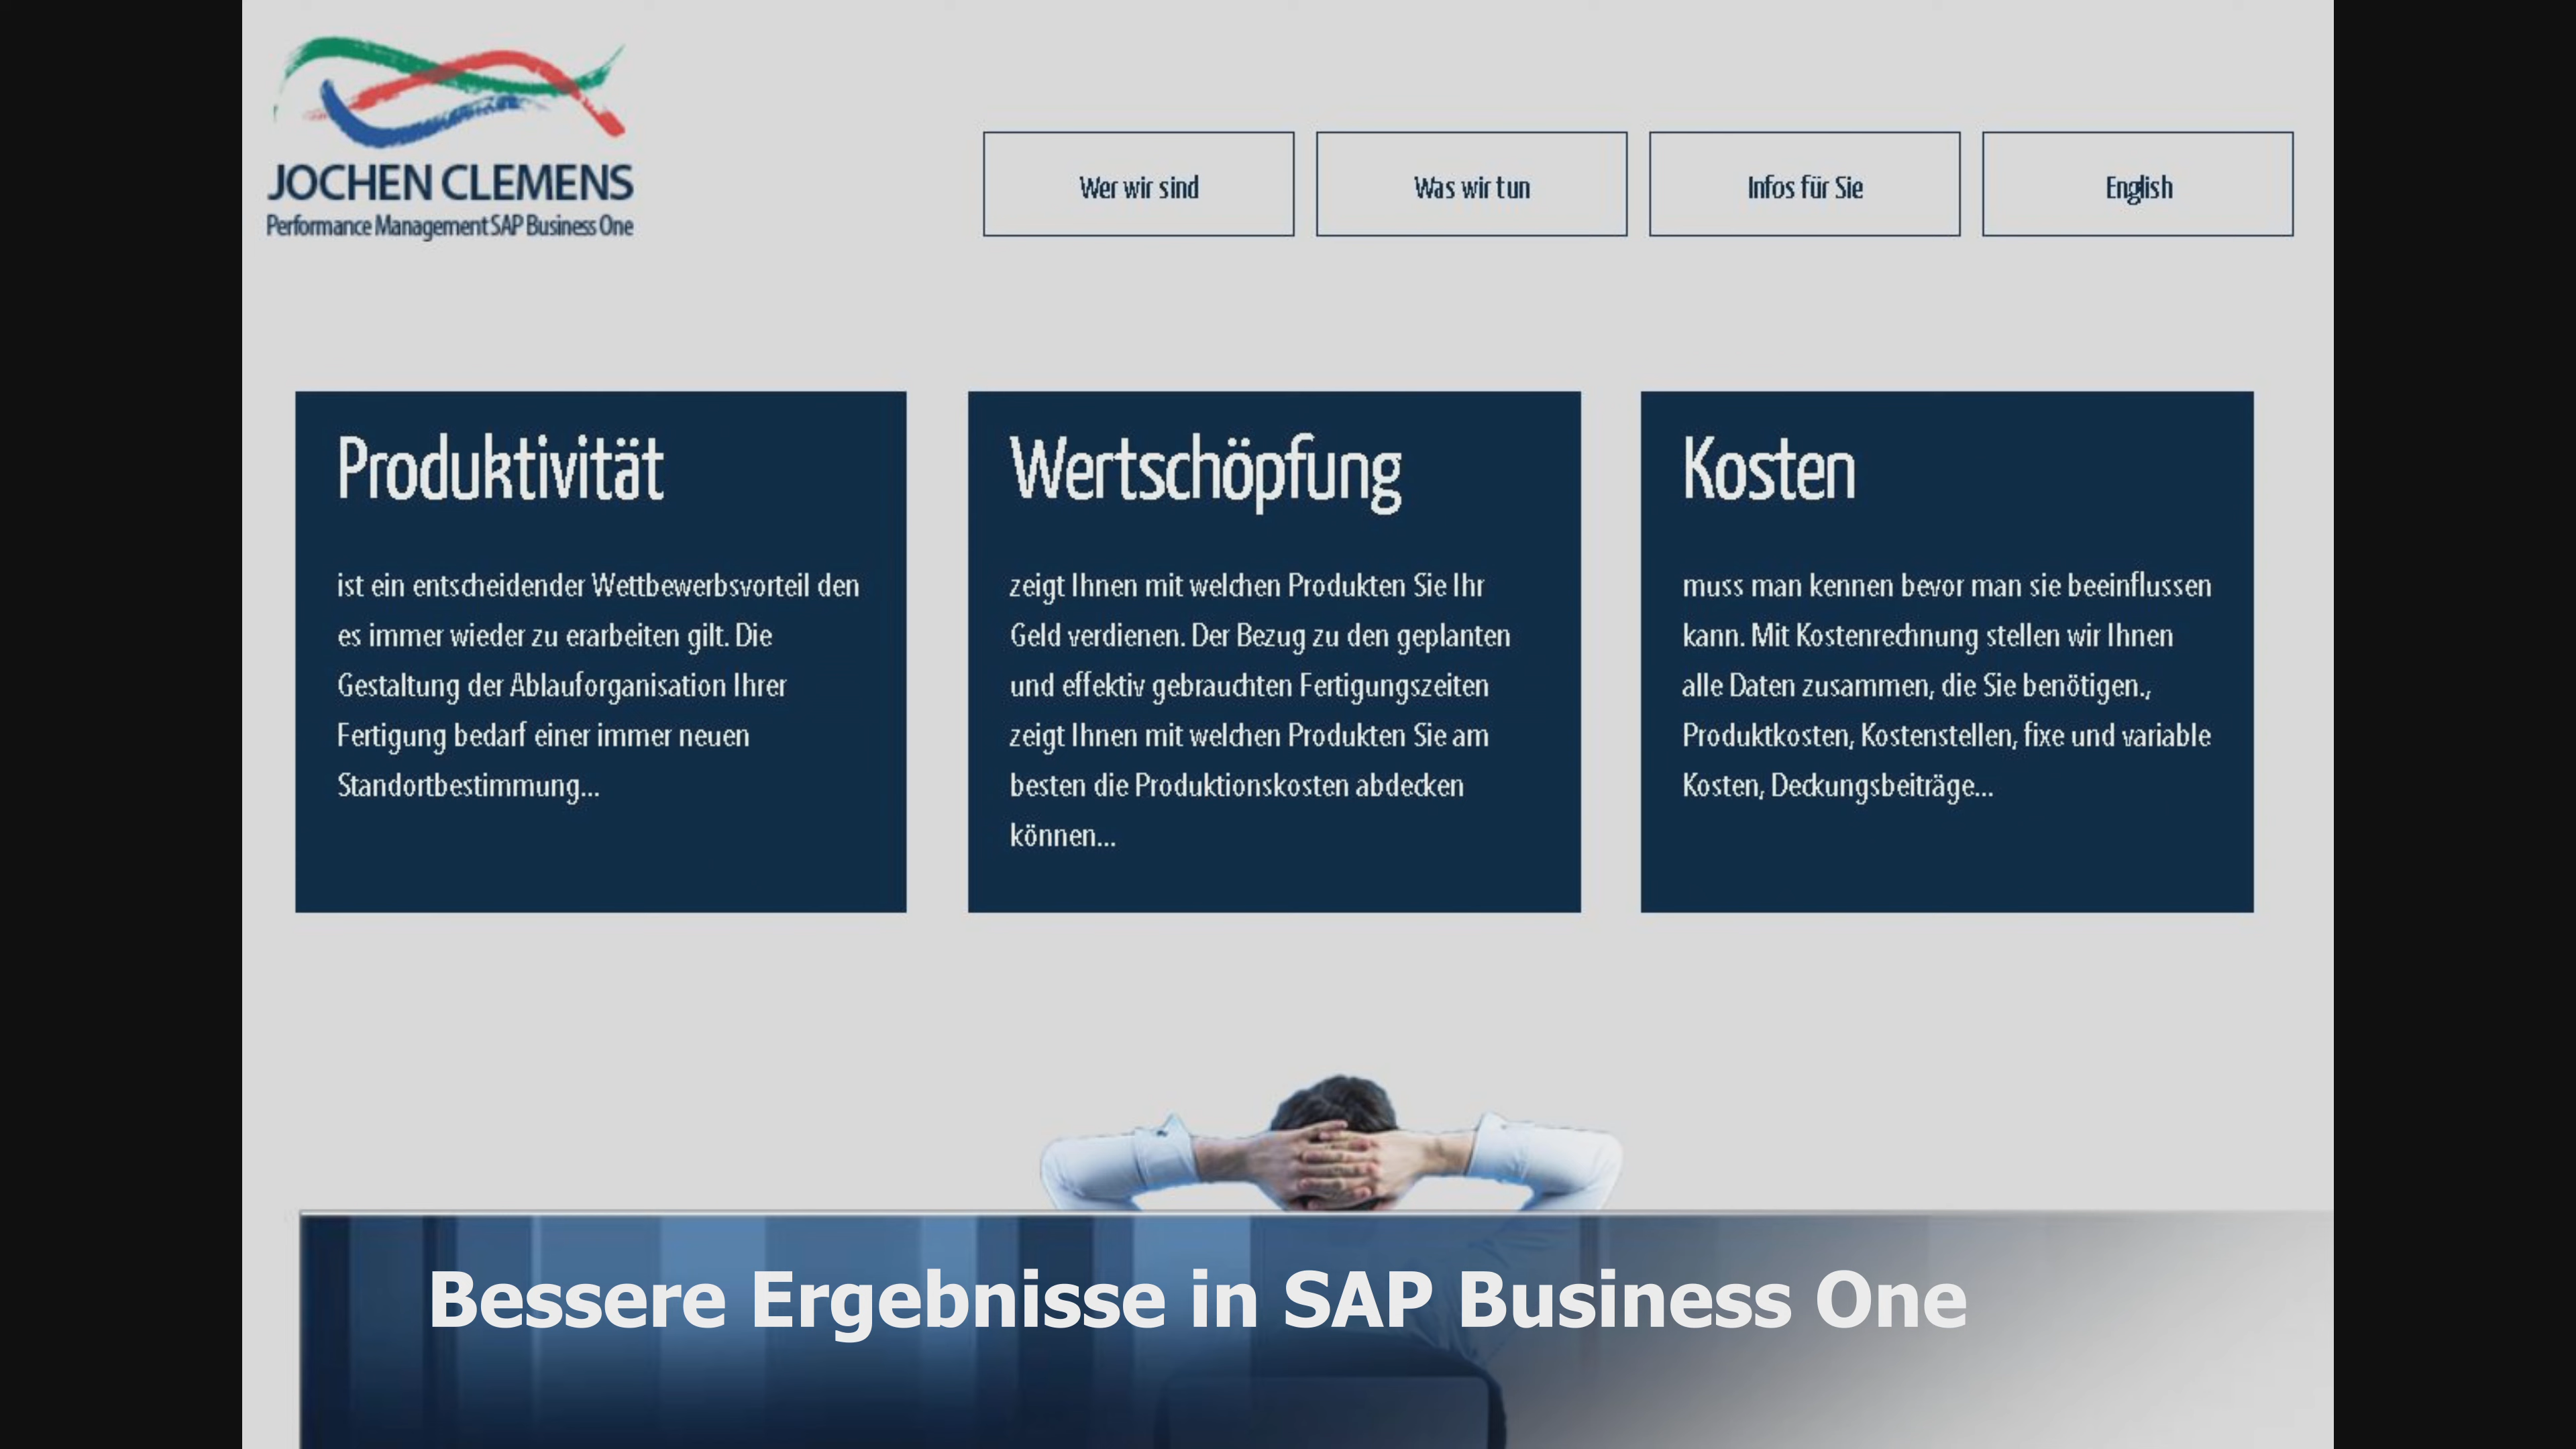 JOCHEN CLEMENS
Performance Management SAP Business One
Wer wir sind
Was wir tun
Infos für Sie
English
Produktivität
ist ein entscheidender Wettbewerbsvorteil den
es immer wieder zu erarbeiten gilt. Die
Gestaltung der Ablauforganisation Ihrer
Fertigung bedarf einer immer neuen
Standortbestimmung...
Wertschöpfung
zeigt Ihnen mit welchen Produkten Sie Ihr
Geld verdienen. Der Bezug zu den geplanten
und effektiv gebrauchten Fertigungszeiten
zeigt Ihnen mit welchen Produkten Sie am
besten die Produktionskosten abdecken
können...
Kosten
muss man kennen bevor man sie beeinflussen
kann. Mit Kostenrechnung stellen wir Ihnen
alle Daten zusammen, die Sie benötigen.,
Produktkosten, Kostenstellen, fixe und variable
Kosten, Deckungsbeiträge...
Bessere Ergebnisse in SAP Business One